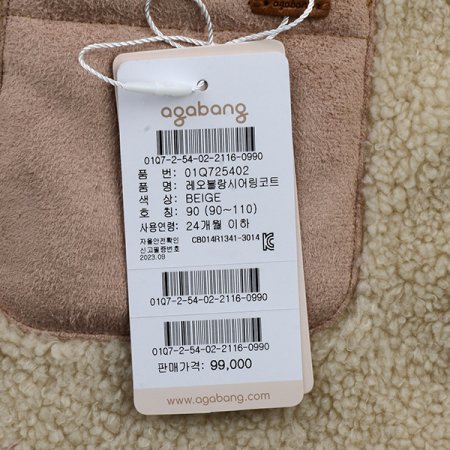 agabang
agabang
01Q7-2-54-02-2116-0990
품 번: 01Q725402
품 명: 레오블랑시어링코트
색 상: BEIGE
호 칭: 90 (90~110)
사용연령: 24개월 이하
자율안전확인 CB014R1341-3014
신고필증번호
2023.09
01Q7-2-54-02-2116-0990
01Q7-2-54-02-2116-0990
판매가격: 99,000
www.agabang.com